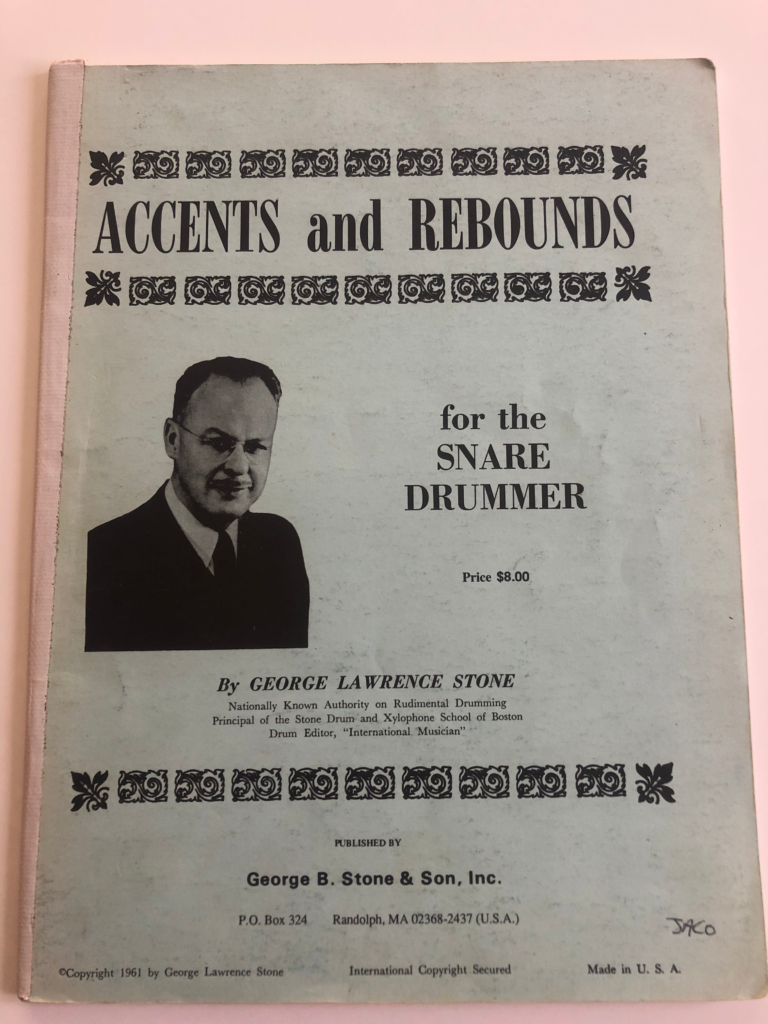 ACCENTS and REBOUNDS
for the
SNARE
DRUMMER
Price $8.00
By GEORGE LAWRENCE STONE
Nationally Known Authority on Rudimental Drumming
Principal of the Stone Drum and Xylophone School of Boston
Drum Editor, "International Musician"
PUBLISHED BY
George B. Stone & Son, Inc.
P.O. Box 324 Randolph, MA 02368-2437 (U.S.A.)
JACO
©Copyright 1961 by George Lawrence Stone International Copyright Secured Made in U. S. A.